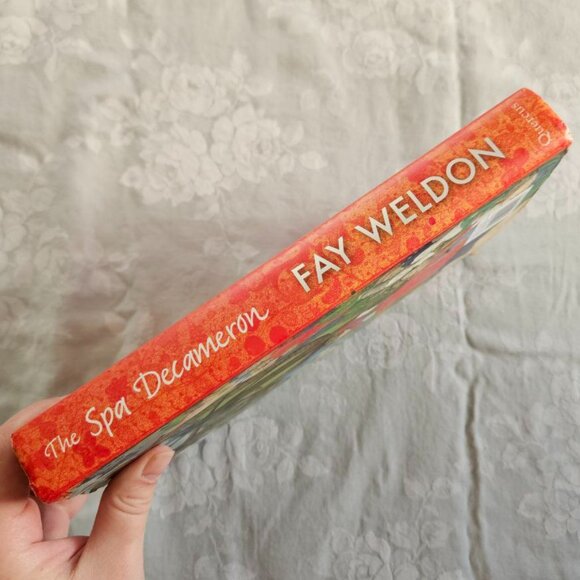 The Spa Decameron
FAY WELDON
Quercus